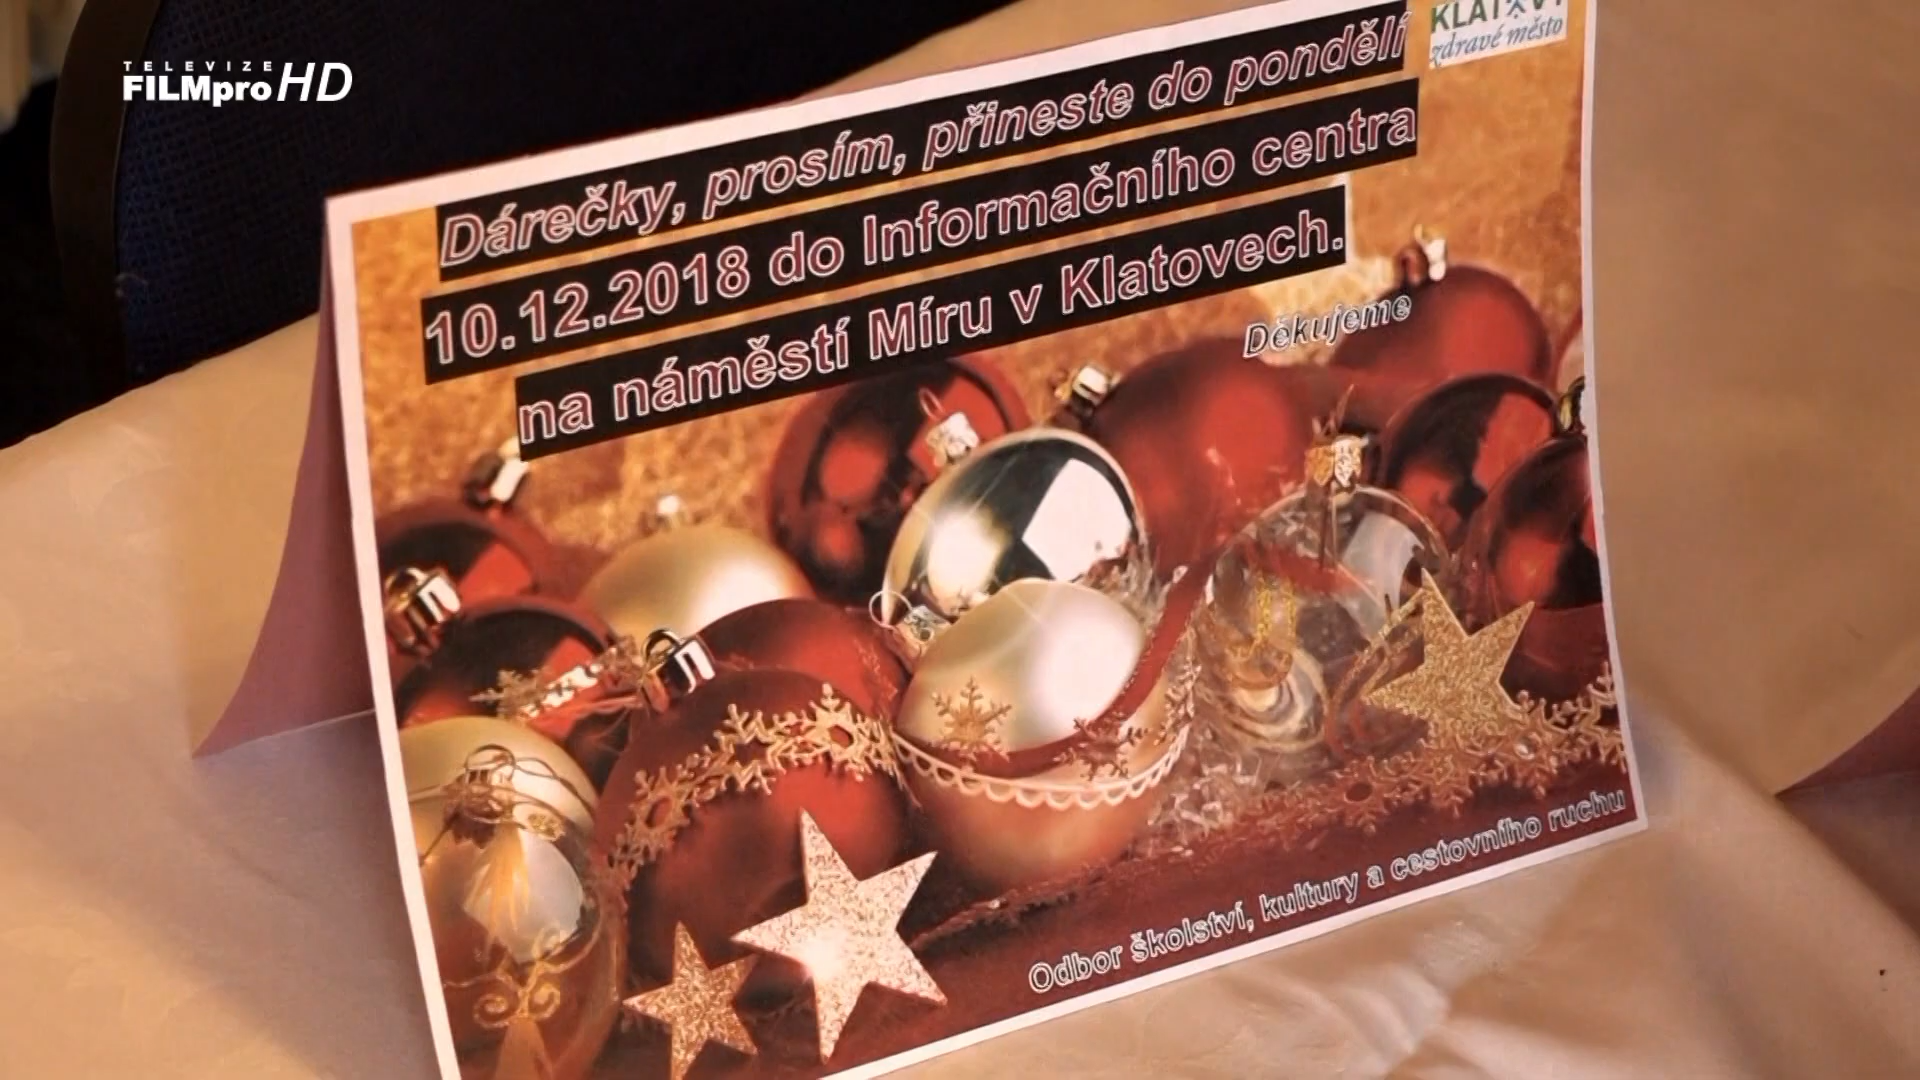 TELEVIZE
FILMpro HD
KLATOVY
zdravé město
Dárečky, prosím, přineste do pondělí
10.12.2018 do Informačního centra
na náměstí Míru v Klatovech.
Děkujeme
Odbor školství, kultury a cestovního ruchu